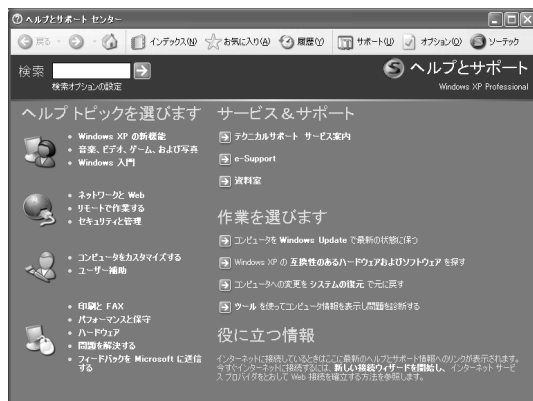 ヘルプとサポート センター
戻る
インデックス(N)
お気に入り(A)
履歴(Y)
サポート(U)
オプション(O)
ソーテック
検索
検索オプションの設定
ヘルプとサポート
Windows XP Professional
ヘルプ トピックを選びます
Windows XP の新機能
音楽、ビデオ、ゲーム、および写真
Windows 入門
ネットワークと Web
リモートで作業する
セキュリティと管理
コンピュータをカスタマイズする
ユーザー補助
印刷と FAX
パフォーマンスと保守
ハードウェア
問題を解決する
フィードバックを Microsoft に送信
する
サービス＆サポート
テクニカルサポート サービス案内
e-Support
資料室
作業を選びます
コンピュータを Windows Update で最新の状態に保つ
Windows XP の 互換性のあるハードウェアおよびソフトウェア を探す
コンピュータへの変更を システムの復元 で元に戻す
ツール を使ってコンピュータ情報を表示し問題を診断する
役に立つ情報
インターネットに接続しているときはここに最新のヘルプとサポート情報へのリンクが表示されます。
今すぐインターネットに接続するには、新しい接続ウィザードを開始し、インターネット サービ
ス プロバイダをとおして Web 接続を確立する方法を参照します。